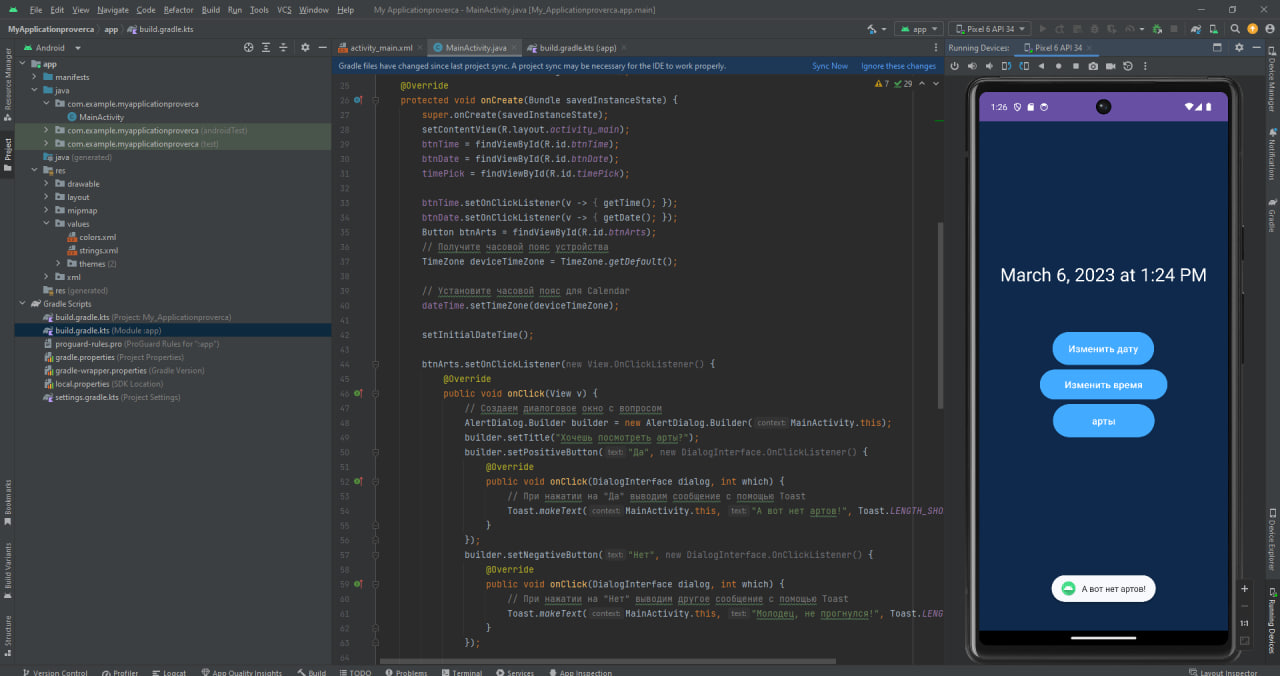 File Edit View Navigate Code Refactor Build Run Tools VCS Window Help My Applicationproverca - MainActivity.java [My_Applicationproverca.app.main]
MyApplicationproverca app build.gradle.kts
app Pixel 6 API 34
Android
activity_main.xml MainActivity.java build.gradle.kts (:app)
Running Devices: Pixel 6 API 34
Gradle files have changed since last project sync. A project sync may be necessary for the IDE to work properly. Sync Now Ignore these changes
Resource Manager
Project
Bookmarks
Build Variants
Structure
app
manifests
java
com.example.myapplicationproverca
MainActivity
com.example.myapplicationproverca (androidTest)
com.example.myapplicationproverca (test)
java (generated)
res
drawable
layout
mipmap
values
colors.xml
strings.xml
themes (2)
xml
res (generated)
Gradle Scripts
build.gradle.kts (Project: My_Applicationproverca)
build.gradle.kts (Module :app)
proguard-rules.pro (ProGuard Rules for ":app")
gradle.properties (Project Properties)
gradle-wrapper.properties (Gradle Version)
local.properties (SDK Location)
settings.gradle.kts (Project Settings)
7 29
25 @Override
26 protected void onCreate(Bundle savedInstanceState) {
27 super.onCreate(savedInstanceState);
28 setContentView(R.layout.activity_main);
29 btnTime = findViewById(R.id.btnTime);
30 btnDate = findViewById(R.id.btnDate);
31 timePick = findViewById(R.id.timePick);
32
33 btnTime.setOnClickListener(v -> { getTime(); });
34 btnDate.setOnClickListener(v -> { getDate(); });
35 Button btnArts = findViewById(R.id.btnArts);
36 // Получите часовой пояс устройства
37 TimeZone deviceTimeZone = TimeZone.getDefault();
38
39 // Установите часовой пояс для Calendar
40 dateTime.setTimeZone(deviceTimeZone);
41
42 setInitialDateTime();
43
44 btnArts.setOnClickListener(new View.OnClickListener() {
45 @Override
46 public void onClick(View v) {
47 // Создаем диалоговое окно с вопросом
48 AlertDialog.Builder builder = new AlertDialog.Builder( context: MainActivity.this);
49 builder.setTitle("Хочешь посмотреть арты?");
50 builder.setPositiveButton( text: "Да", new DialogInterface.OnClickListener() {
51 @Override
52 public void onClick(DialogInterface dialog, int which) {
53 // При нажатии на "Да" выводим сообщение с помощью Toast
54 Toast.makeText( context: MainActivity.this, text: "А вот нет артов!", Toast.LENGTH_SHO
55 }
56 });
57 builder.setNegativeButton( text: "Нет", new DialogInterface.OnClickListener() {
58 @Override
59 public void onClick(DialogInterface dialog, int which) {
60 // При нажатии на "Нет" выводим другое сообщение с помощью Toast
61 Toast.makeText( context: MainActivity.this, text: "Молодец, не прогнулся!", Toast.LENG
62 }
63 });
64
1:26
March 6, 2023 at 1:24 PM
Изменить дату
Изменить время
арты
А вот нет артов!
1:1
Device Manager
Notifications
Gradle
Device Explorer
Running Devices
Version Control Profiler Logcat App Quality Insights Build TODO Problems Terminal Services App Inspection Layout Inspector